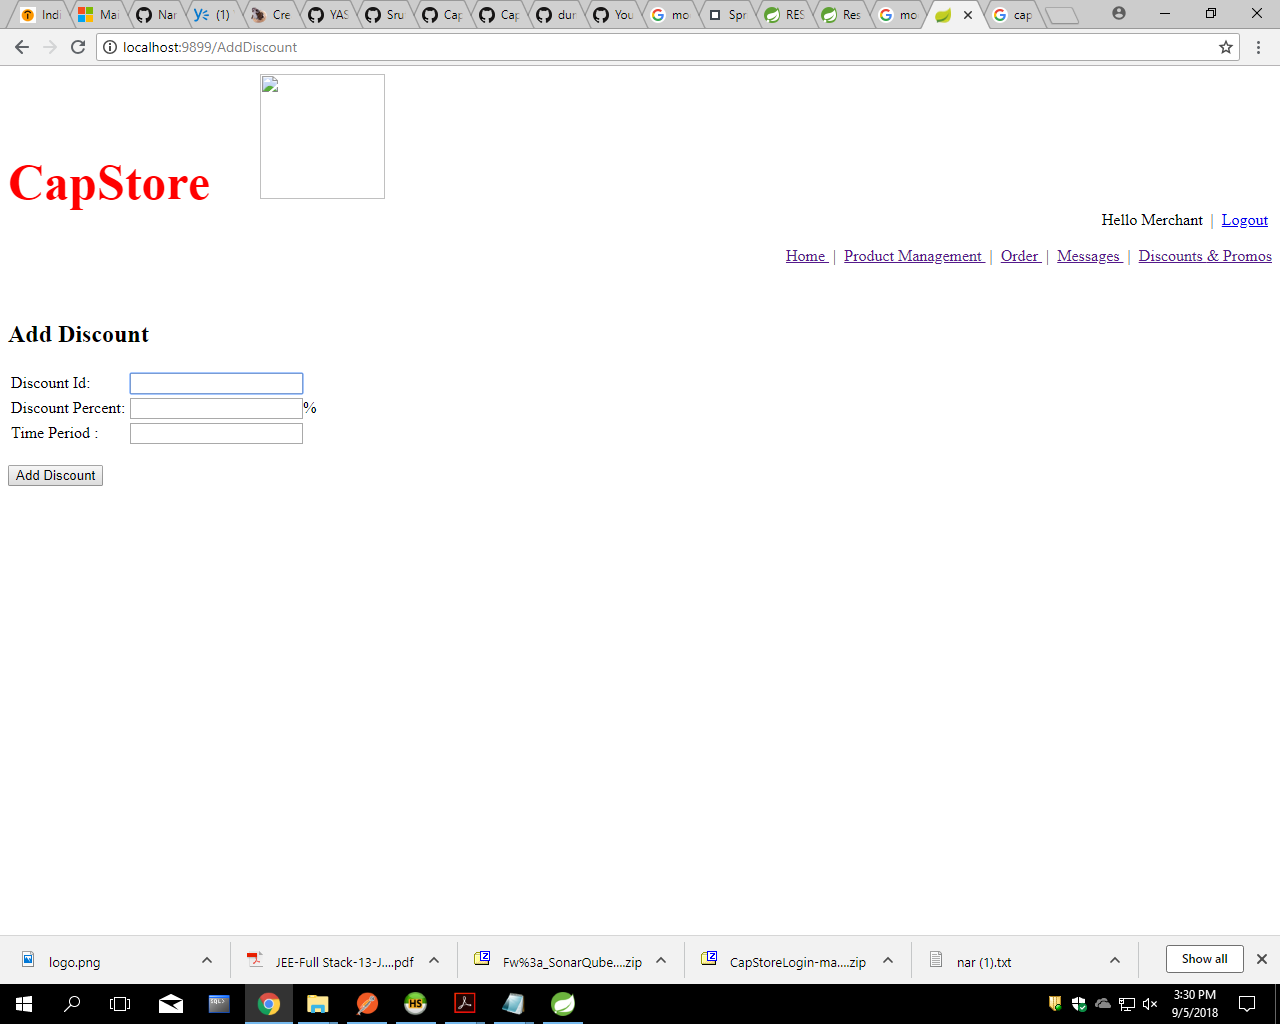 Indi
Mai
Nar
(1)
Cre
YAS
Sru
Cap
Cap
dur
You
mo
Spr
RES
Res
mo
cap
localhost:9899/AddDiscount
CapStore
Hello Merchant | Logout
Home | Product Management | Order | Messages | Discounts & Promos
Add Discount
Discount Id:
Discount Percent: %
Time Period :
Add Discount
logo.png
JEE-Full Stack-13-J....pdf
Fw%3a_SonarQube....zip
CapStoreLogin-ma....zip
nar (1).txt
Show all
SQL
HS
3:30 PM
9/5/2018